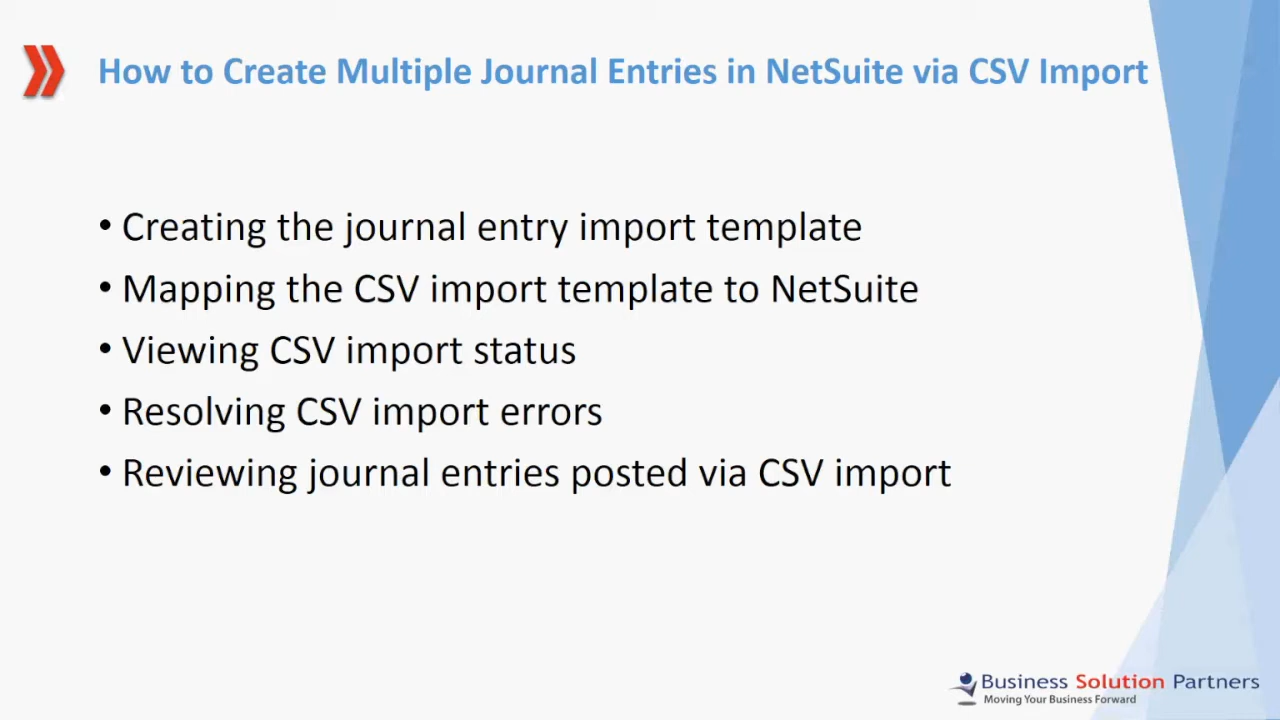 How to Create Multiple Journal Entries in NetSuite via CSV Import
• Creating the journal entry import template
• Mapping the CSV import template to NetSuite
• Viewing CSV import status
• Resolving CSV import errors
• Reviewing journal entries posted via CSV import
Business Solution Partners
Moving Your Business Forward